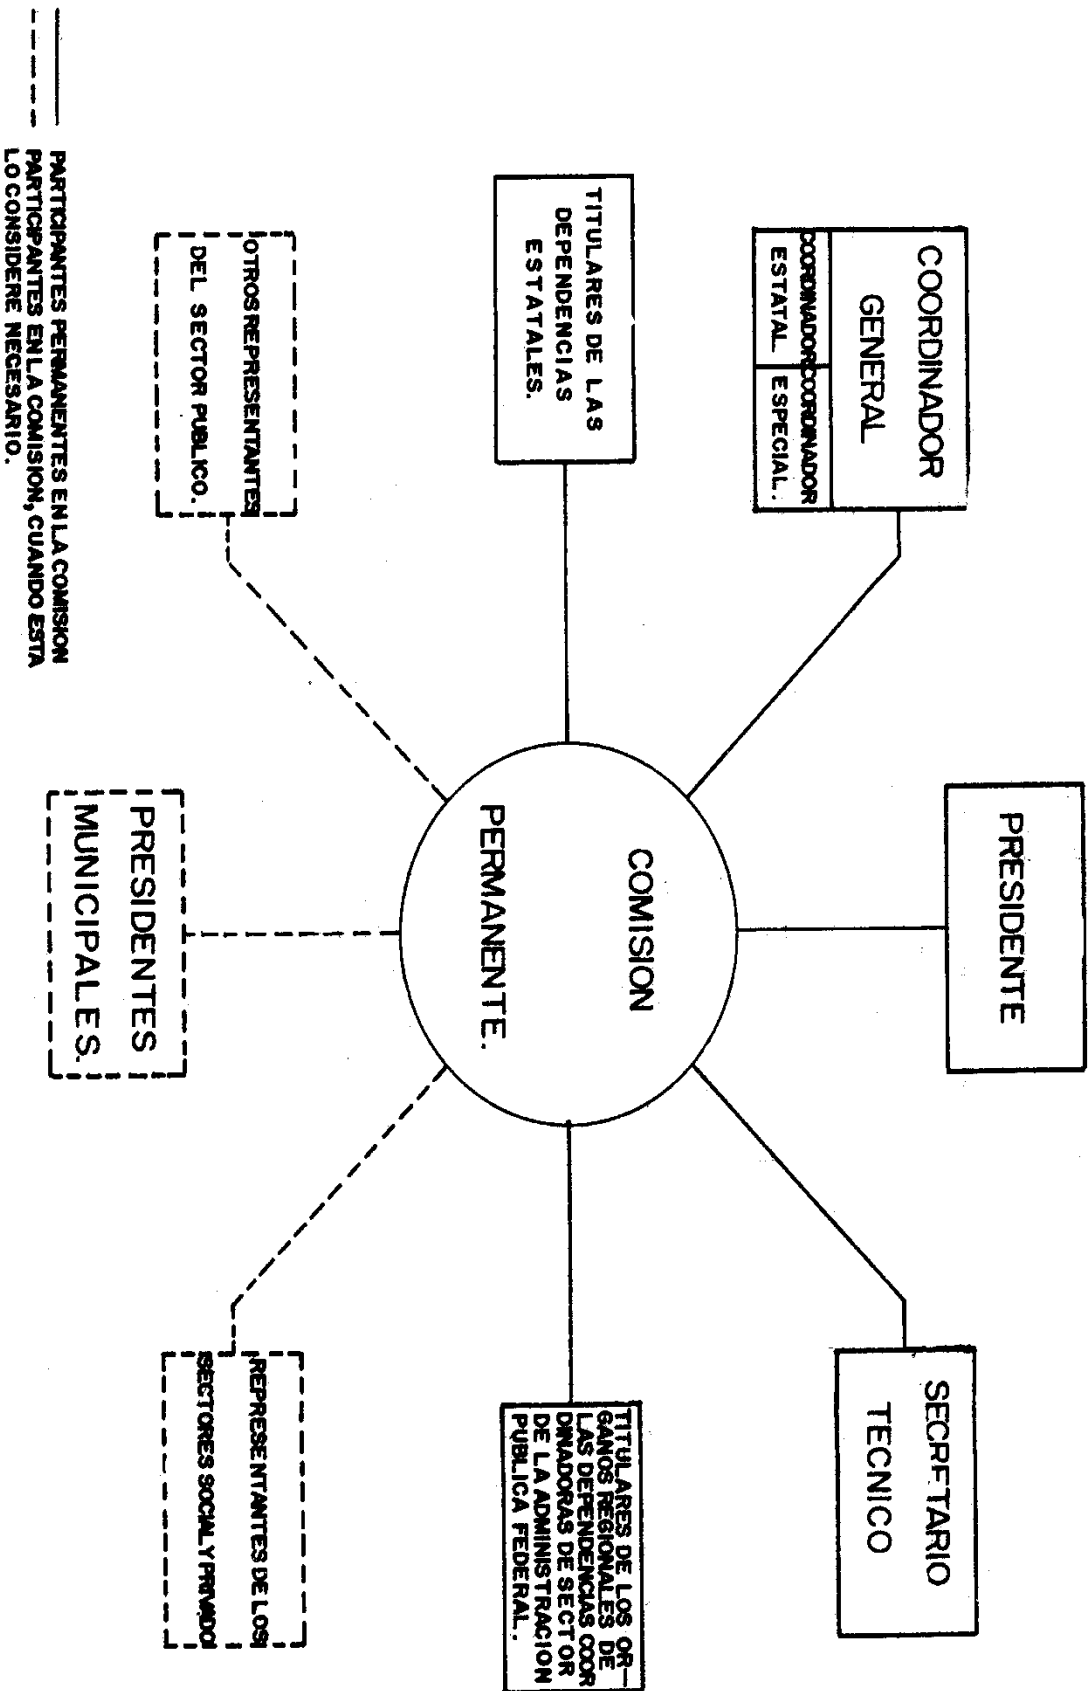 PRESIDENTE
COORDINADOR
GENERAL
COORDINADOR
ESTATAL
COORDINADOR
ESPECIAL.
SECRETARIO
TECNICO
TITULARES DE LAS
DEPENDENCIAS
ESTATALES.
COMISION
PERMANENTE.
TITULARES DE LOS OR-
GANOS REGIONALES DE
LAS DEPENDENCIAS COOR
DINADORAS DE SECTOR
DE LA ADMINISTRACION
PUBLICA FEDERAL.
OTROS REPRESENTANTES
DEL SECTOR PUBLICO.
PRESIDENTES
MUNICIPALES.
REPRESENTANTES DE LOS
SECTORES SOCIAL Y PRIVADO
PARTICIPANTES PERMANENTES EN LA COMISION
PARTICIPANTES EN LA COMISION, CUANDO ESTA
LO CONSIDERE NECESARIO.